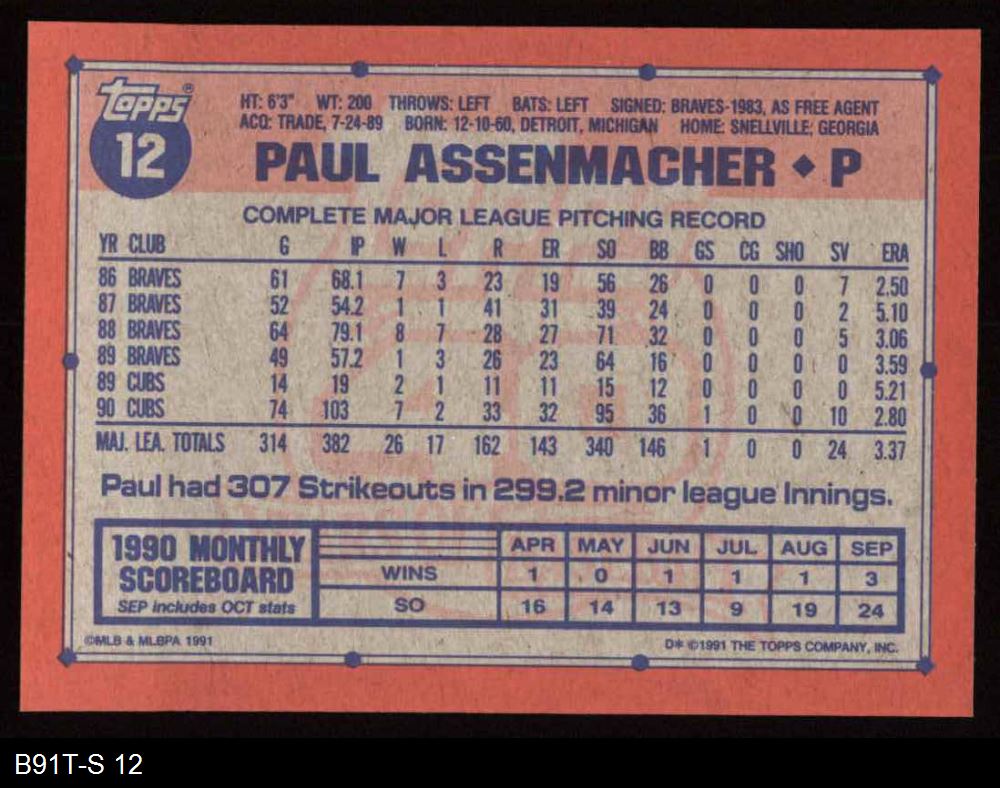 Topps®
12
HT: 6'3" WT: 200 THROWS: LEFT BATS: LEFT SIGNED: BRAVES-1983, AS FREE AGENT
ACQ: TRADE, 7-24-89 BORN: 12-10-60, DETROIT, MICHIGAN HOME: SNELLVILLE, GEORGIA
PAUL ASSENMACHER ♦ P
COMPLETE MAJOR LEAGUE PITCHING RECORD
YR CLUB G IP W L R ER SO BB GS CG SHO SV ERA
86 BRAVES 61 68.1 7 3 23 19 56 26 0 0 0 7 2.50
87 BRAVES 52 54.2 1 1 41 31 39 24 0 0 0 2 5.10
88 BRAVES 64 79.1 8 7 28 27 71 32 0 0 0 5 3.06
89 BRAVES 49 57.2 1 3 26 23 64 16 0 0 0 0 3.59
89 CUBS 14 19 2 1 11 11 15 12 0 0 0 0 5.21
90 CUBS 74 103 7 2 33 32 95 36 1 0 0 10 2.80
MAJ. LEA. TOTALS 314 382 26 17 162 143 340 146 1 0 0 24 3.37
Paul had 307 Strikeouts in 299.2 minor league Innings.
1990 MONTHLY SCOREBOARD
SEP includes OCT stats
APR MAY JUN JUL AUG SEP
WINS 1 0 1 1 1 3
SO 16 14 13 9 19 24
©MLB & MLBPA 1991
D* ©1991 THE TOPPS COMPANY, INC.
B91T-S 12